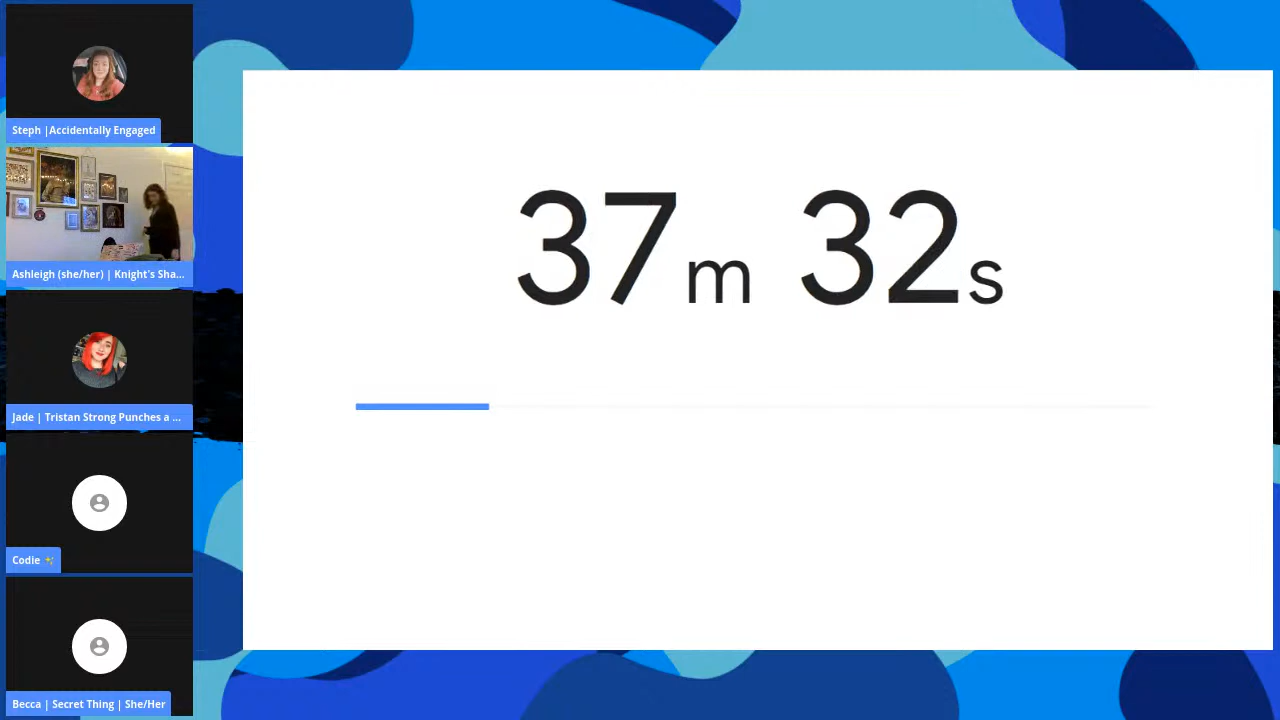 Steph |Accidentally Engaged
Ashleigh (she/her) | Knight's Sha...
Jade | Tristan Strong Punches a ...
Codie ✨
Becca | Secret Thing | She/Her
37m 32s